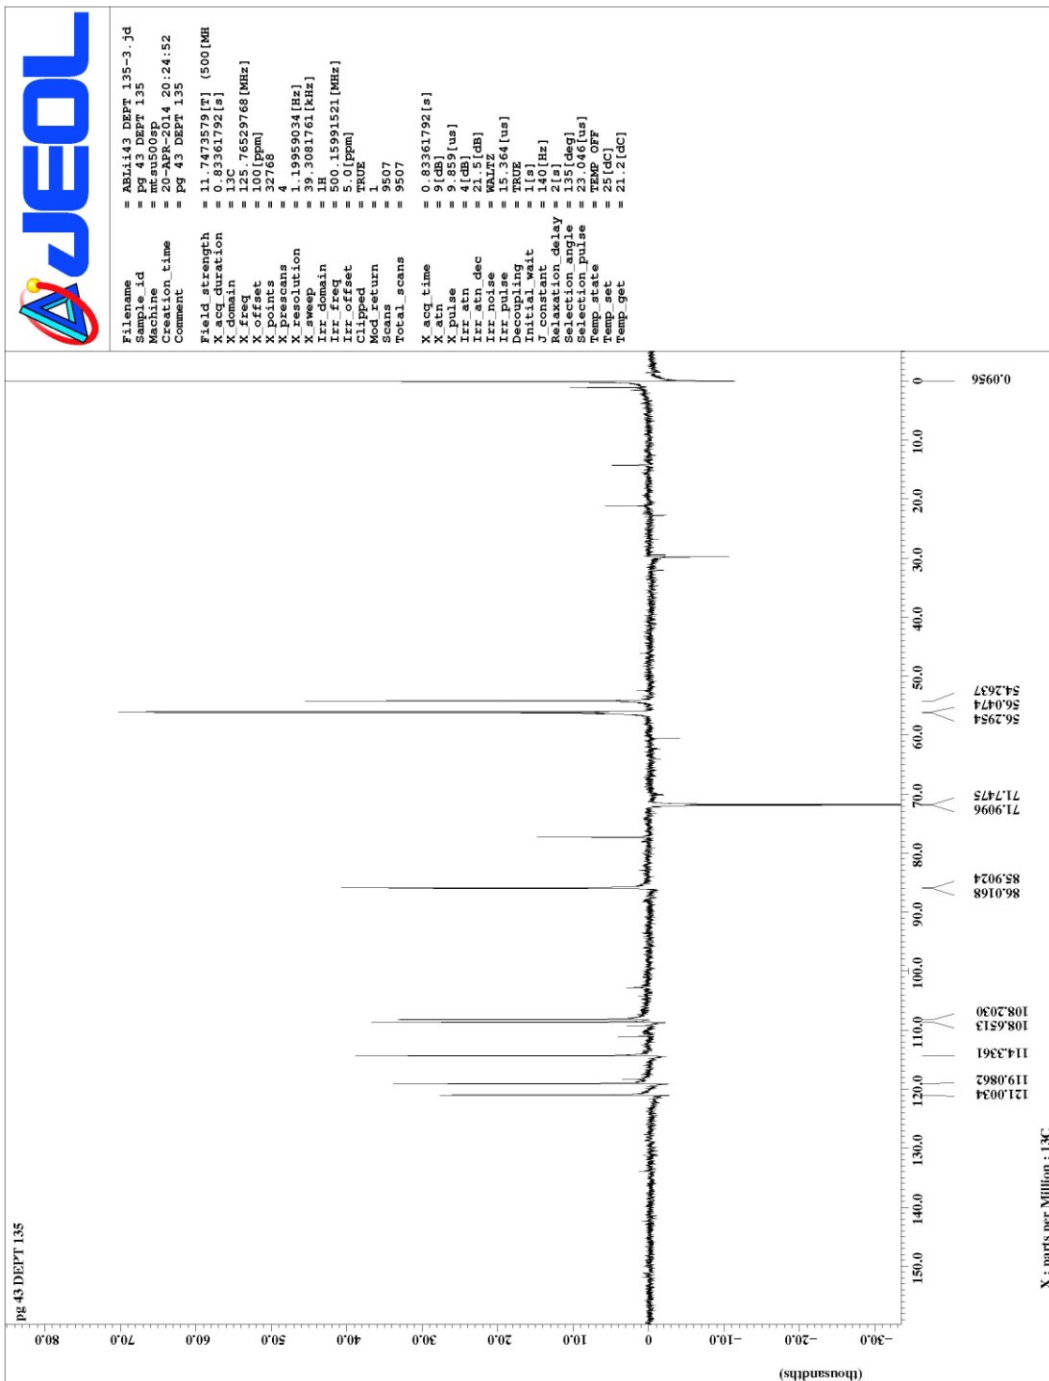 JEOL
Filename = ABLii43 DEPT 135-3.jd
Sample_id = pg 43 DEPT 135
Machine = mtsu500sp
Creation_time = 20-APR-2014 20:24:52
Comment = pg 43 DEPT 135
Field_strength = 11.7473579[T] (500[MH
X_acq_duration = 0.83361792[s]
X_domain = 13C
X_freq = 125.76529768[MHz]
X_offset = 100[ppm]
X_points = 32768
X_prescans = 4
X_resolution = 1.19959034[Hz]
X_sweep = 39.3081761[kHz]
Irr_domain = 1H
Irr_freq = 500.15991521[MHz]
Irr_offset = 5.0[ppm]
Clipped = TRUE
Mod_return = 1
Scans = 9507
Total_scans = 9507
X_acq_time = 0.83361792[s]
X_atn = 9[dB]
X_pulse = 9.859[us]
Irr_atn = 4[dB]
Irr_atn_dec = 21.5[dB]
Irr_noise = WALTZ
Irr_pulse = 15.364[us]
Decoupling = TRUE
Initial_wait = 1[s]
J_constant = 140[Hz]
Relaxation_delay = 2[s]
Selection_angle = 135[deg]
Selection_pulse = 23.046[us]
Temp_state = TEMP OFF
Temp_set = 25[dC]
Temp_get = 21.2[dC]
pg 43 DEPT 135
(thousandths)
80.0
70.0
60.0
50.0
40.0
30.0
20.0
10.0
0
-10.0
-20.0
-30.0
150.0 140.0 130.0 120.0 110.0 100.0 90.0 80.0 70.0 60.0 50.0 40.0 30.0 20.0 10.0 0
121.0034
119.0862
114.3361
108.6513
108.2030
86.0168
85.9024
71.9096
71.7475
56.2954
56.0474
54.2637
0.0956
X : parts per Million : 13C